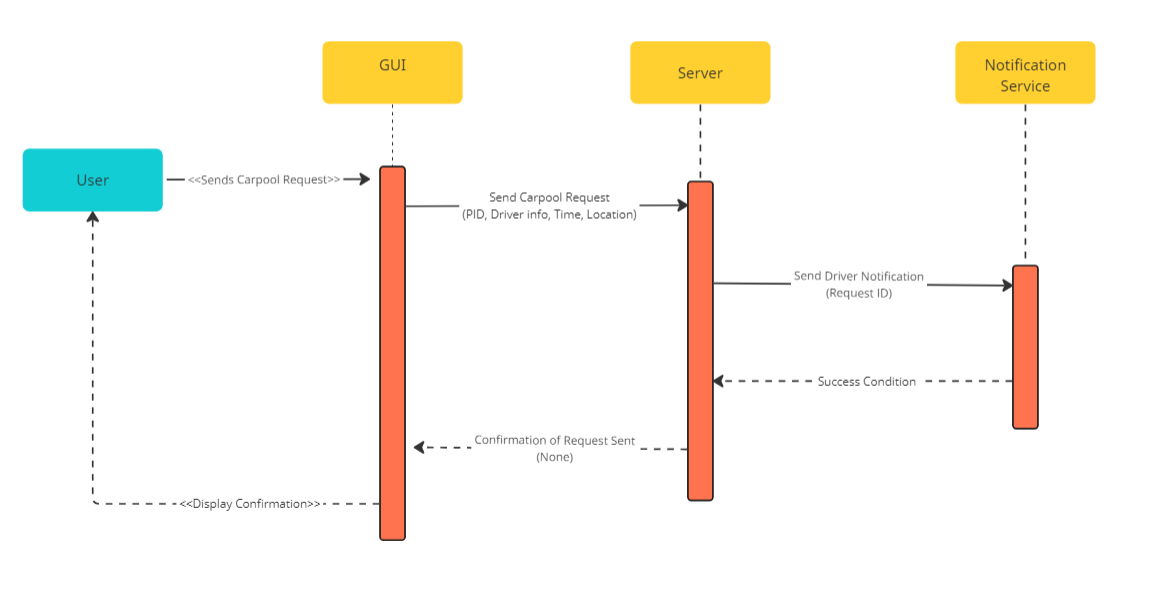 GUI
Server
Notification
Service
User
<<Sends Carpool Request>>
Send Carpool Request
(PID, Driver info, Time, Location)
Send Driver Notification
(Request ID)
Success Condition
Confirmation of Request Sent
(None)
<<Display Confirmation>>